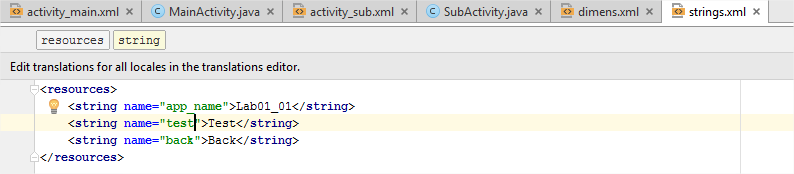 activity_main.xml MainActivity.java activity_sub.xml SubActivity.java dimens.xml strings.xml
resources string
Edit translations for all locales in the translations editor.
<resources>
<string name="app_name">Lab01_01</string>
<string name="test">Test</string>
<string name="back">Back</string>
</resources>